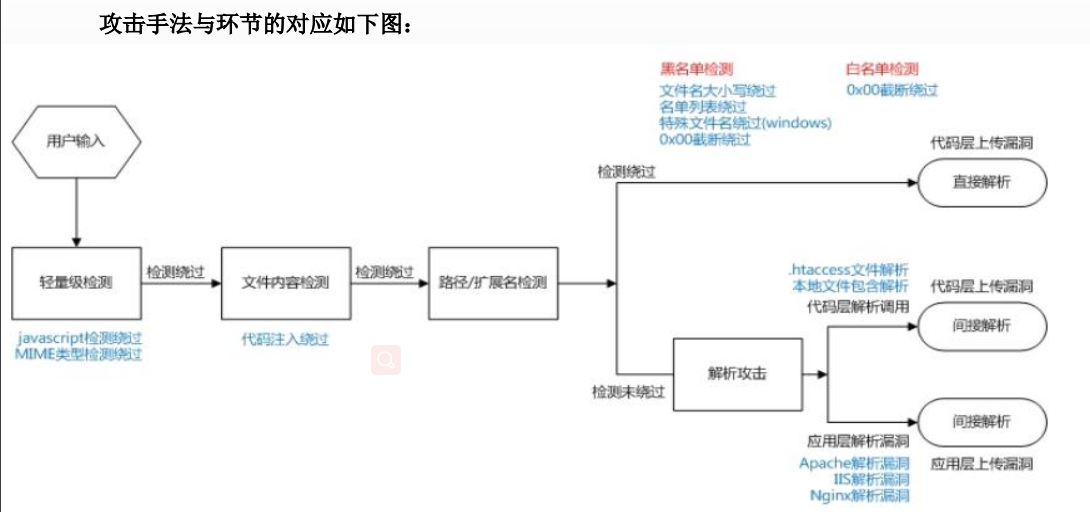 攻击手法与环节的对应如下图：
黑名单检测
文件名大小写绕过
名单列表绕过
特殊文件名绕过(windows)
0x00截断绕过
白名单检测
0x00截断绕过
用户输入
代码层上传漏洞
检测绕过
直接解析
轻量级检测
检测绕过
文件内容检测
检测绕过
路径/扩展名检测
javascript检测绕过
MIME类型检测绕过
代码注入绕过
.htaccess文件解析
本地文件包含解析
代码层解析调用
代码层上传漏洞
间接解析
解析攻击
检测未绕过
间接解析
应用层解析漏洞
Apache解析漏洞
IIS解析漏洞
Nginx解析漏洞
应用层上传漏洞